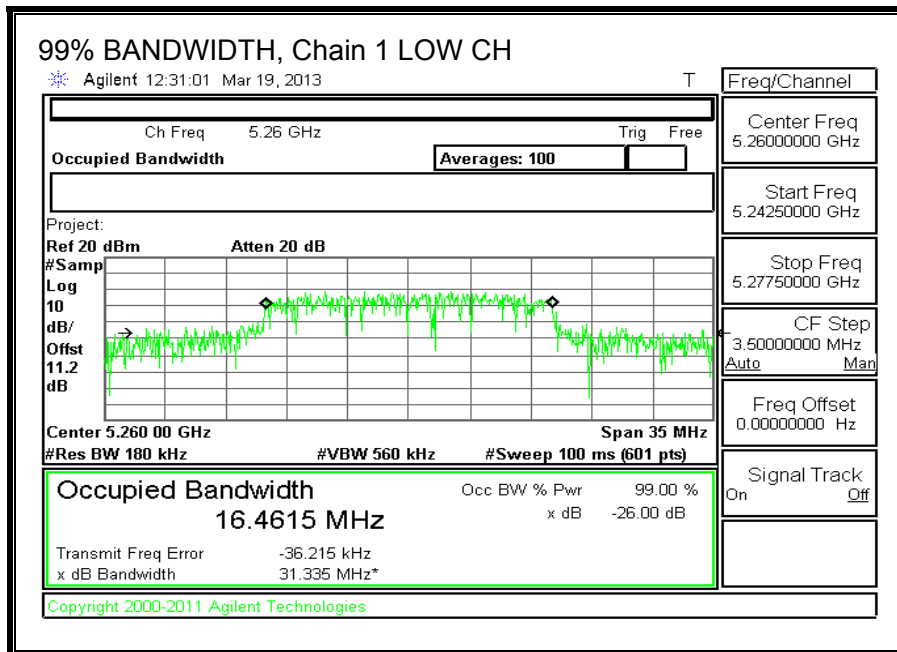 99% BANDWIDTH, Chain 1 LOW CH
Agilent 12:31:01 Mar 19, 2013 T
Freq/Channel
Ch Freq 5.26 GHz Trig Free
Occupied Bandwidth Averages: 100
Center Freq
5.26000000 GHz
Start Freq
5.24250000 GHz
Stop Freq
5.27750000 GHz
CF Step
3.50000000 MHz
Auto Man
Freq Offset
0.00000000 Hz
Signal Track
On Off
Project:
Ref 20 dBm Atten 20 dB
#Samp
Log
10
dB/
Offst
11.2
dB
Center 5.260 00 GHz Span 35 MHz
#Res BW 180 kHz #VBW 560 kHz #Sweep 100 ms (601 pts)
Occupied Bandwidth Occ BW % Pwr 99.00 %
16.4615 MHz x dB -26.00 dB
Transmit Freq Error -36.215 kHz
x dB Bandwidth 31.335 MHz*
Copyright 2000-2011 Agilent Technologies